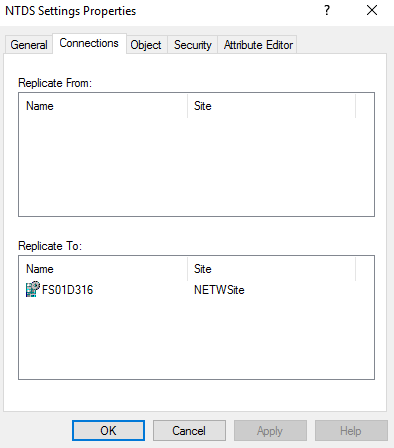 NTDS Settings Properties
?
General
Connections
Object
Security
Attribute Editor
Replicate From:
Name Site
Replicate To:
Name Site
FS01D316 NETWSite
OK Cancel Apply Help